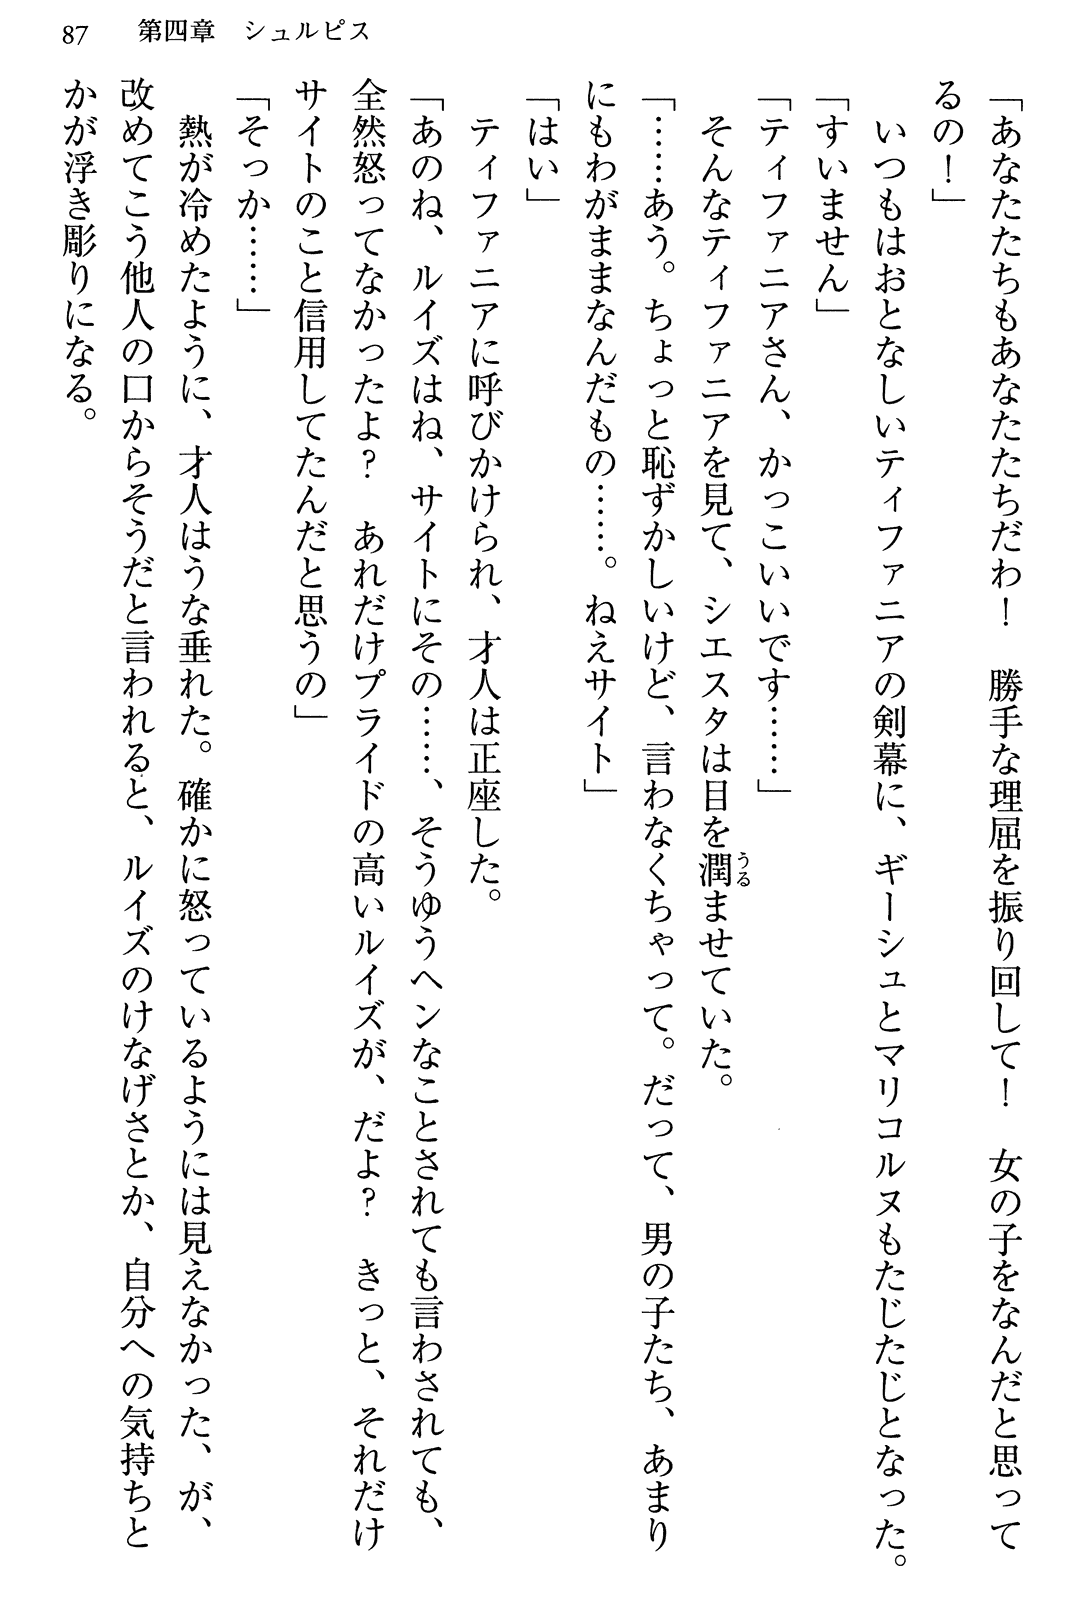 87　第四章　シュルピス
「あなたたちもあなたたちだわ！　勝手な理屈を振り回して！　女の子をなんだと思って
るの！」
　いつもはおとなしいティファニアの剣幕に、ギーシュとマリコルヌもたじたじとなった。
「すいません」
「ティファニアさん、かっこいいです……」
　そんなティファニアを見て、シエスタは目を潤うるませていた。
「……あう。ちょっと恥ずかしいけど、言わなくちゃって。だって、男の子たち、あまり
にもわがままなんだもの……。ねえサイト」
「はい」
　ティファニアに呼びかけられ、才人は正座した。
「あのね、ルイズはね、サイトにその……、そうゆうヘンなことされても言わされても、
全然怒ってなかったよ？　あれだけプライドの高いルイズが、だよ？　きっと、それだけ
サイトのこと信用してたんだと思うの」
「そっか……」
　熱が冷めたように、才人はうな垂れた。確かに怒っているようには見えなかった、が、
改めてこう他人の口からそうだと言われると、ルイズのけなげさとか、自分への気持ちと
かが浮き彫りになる。